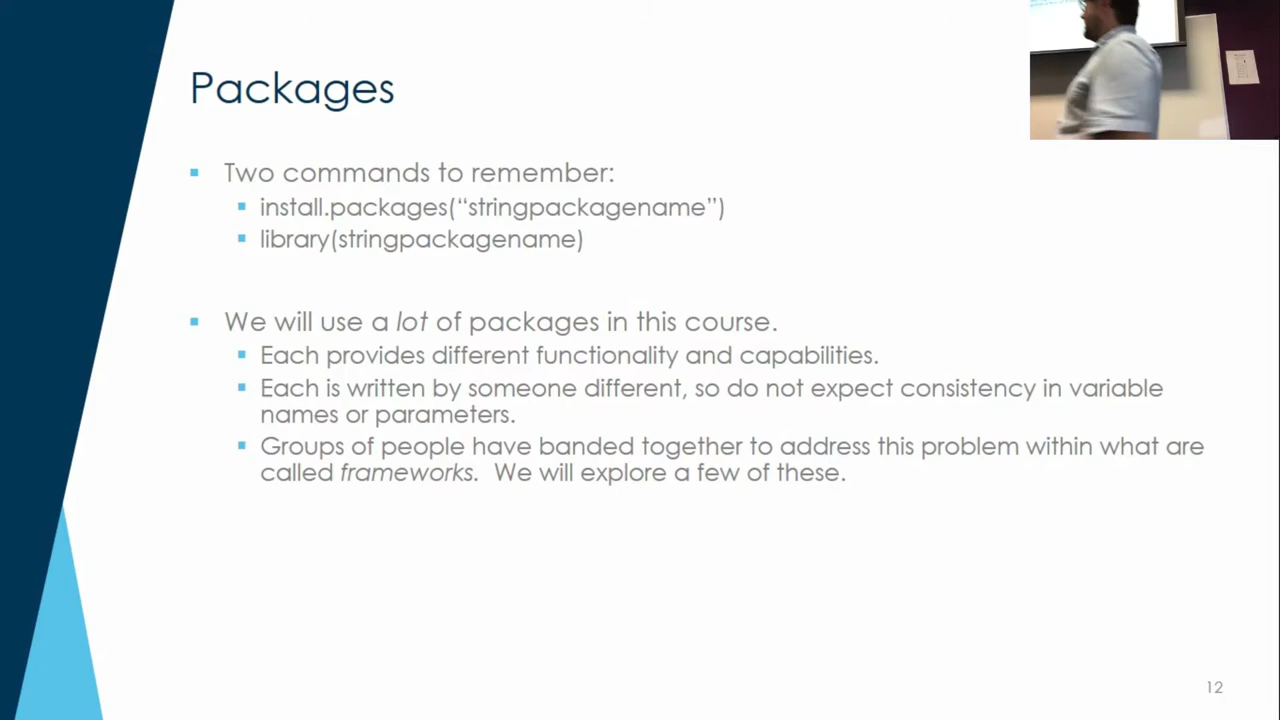 Packages
Two commands to remember:
install.packages(“stringpackagename”)
library(stringpackagename)
We will use a lot of packages in this course.
Each provides different functionality and capabilities.
Each is written by someone different, so do not expect consistency in variable
names or parameters.
Groups of people have banded together to address this problem within what are
called frameworks.  We will explore a few of these.
12